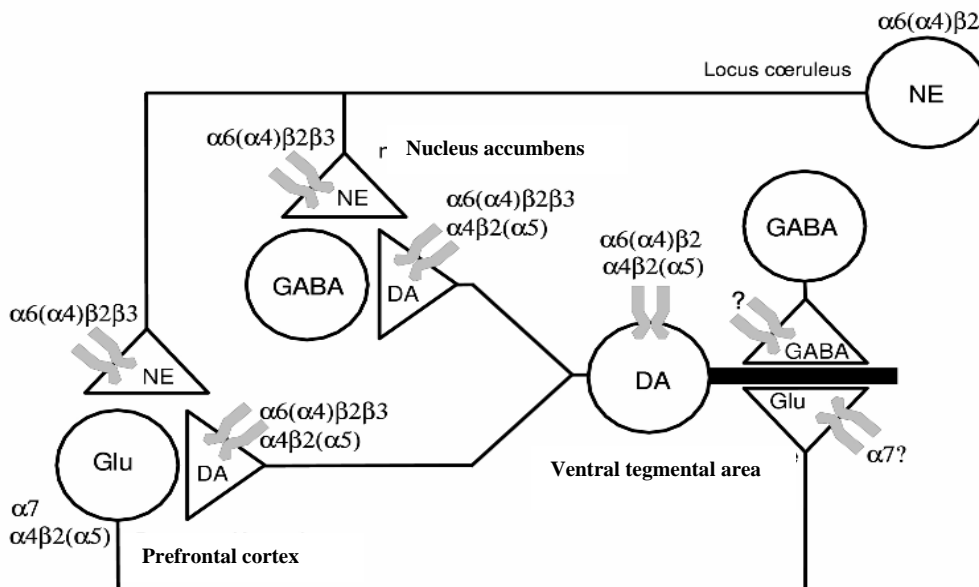 α6(α4)β2
Locus cœruleus
NE
α6(α4)β2β3
r Nucleus accumbens
NE
α6(α4)β2β3
α4β2(α5)
GABA
DA
α6(α4)β2
α4β2(α5)
DA
GABA
?
GABA
Glu
α7?
α6(α4)β2β3
NE
α6(α4)β2β3
α4β2(α5)
Glu
DA
Ventral tegmental area
α7
α4β2(α5)
Prefrontal cortex